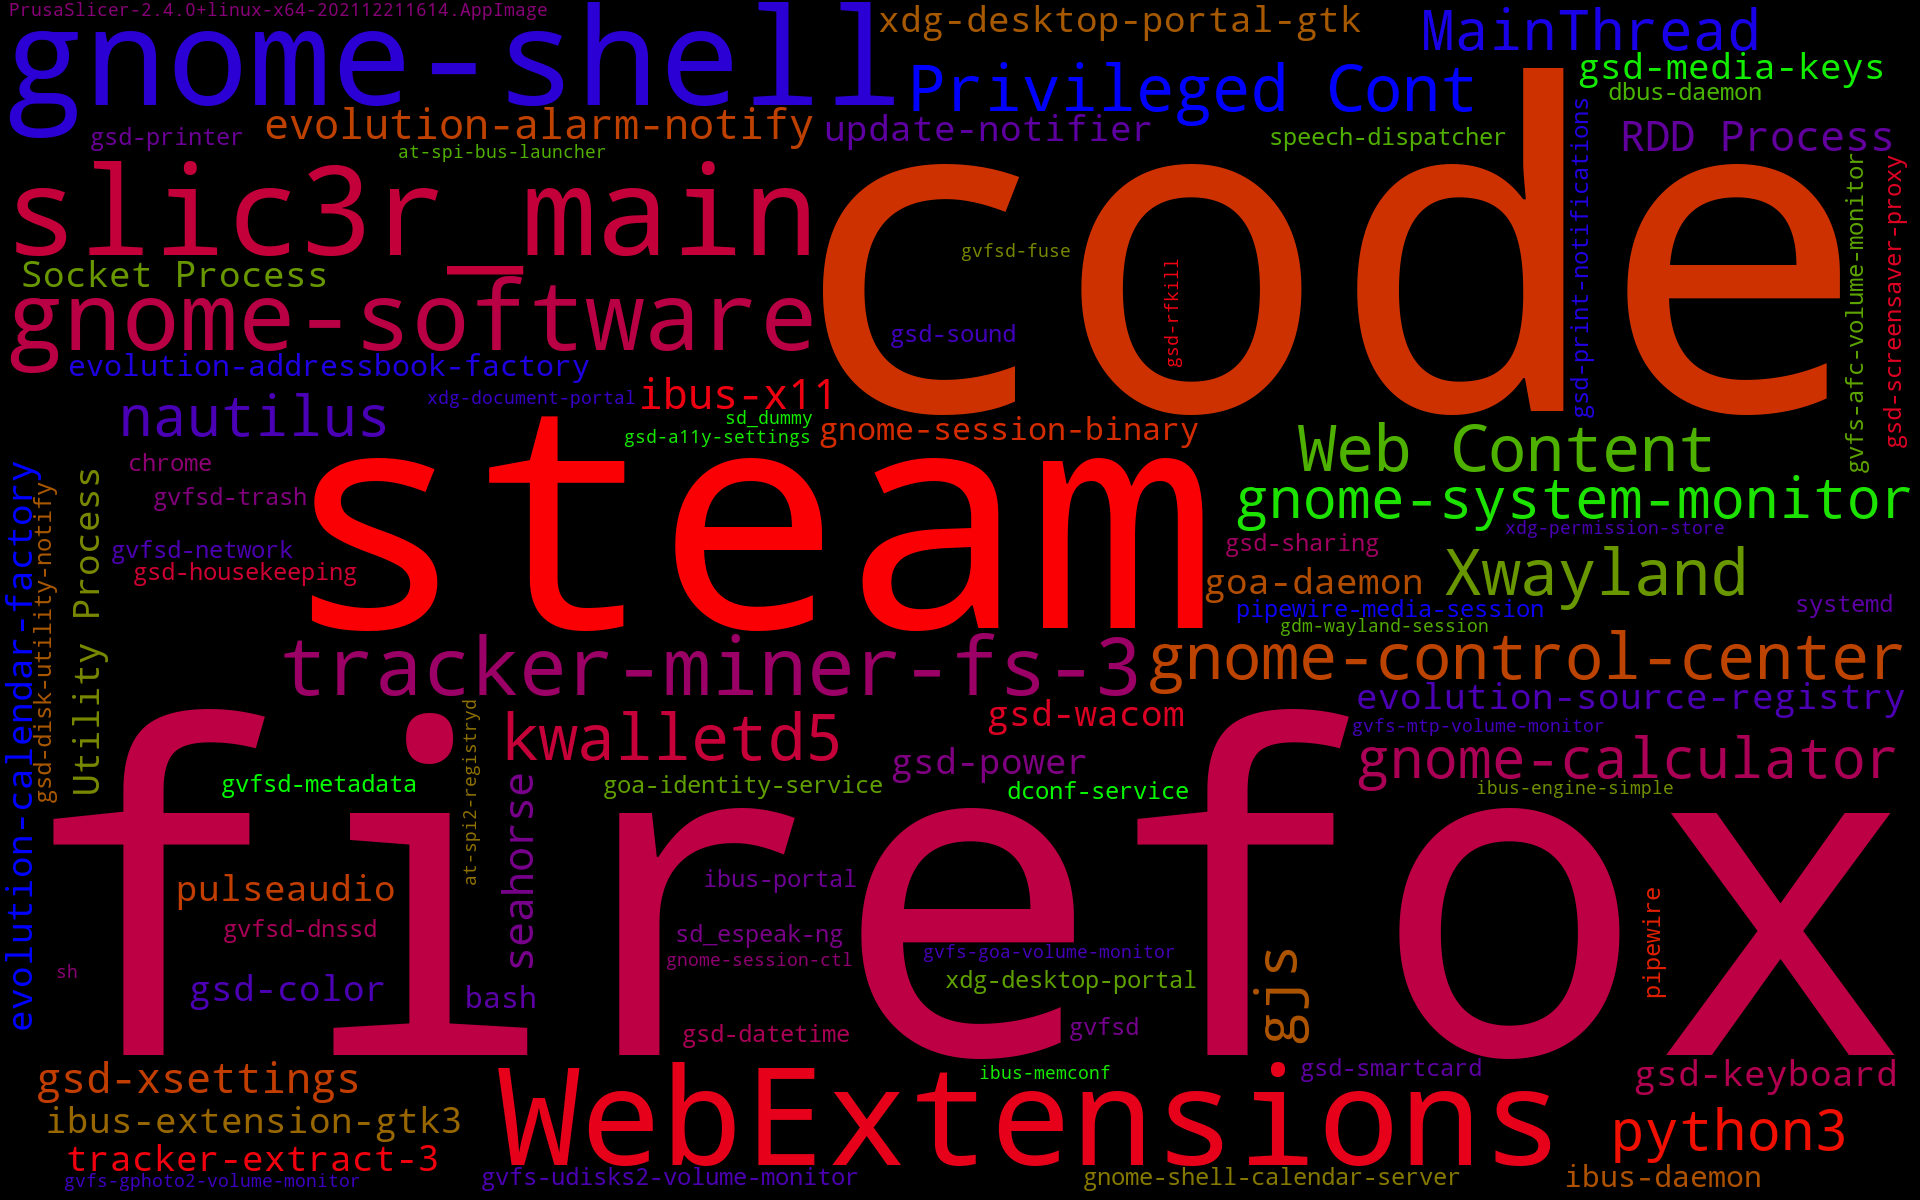 PrusaSlicer-2.4.0+linux-x64-202112211614.AppImage
gnome-shell
xdg-desktop-portal-gtk
MainThread
Privileged Cont
gsd-media-keys
dbus-daemon
gsd-printer
evolution-alarm-notify
update-notifier
speech-dispatcher
RDD Process
at-spi-bus-launcher
slic3r_main
code
gsd-print-notifications
gvfs-afc-volume-monitor
gsd-screensaver-proxy
gvfsd-fuse
gsd-rfkill
Socket Process
gnome-software
gsd-sound
evolution-addressbook-factory
nautilus
xdg-document-portal
ibus-x11
sd_dummy
gsd-a11y-settings
gnome-session-binary
Web Content
chrome
gvfsd-trash
steam
gnome-system-monitor
xdg-permission-store
gvfsd-network
gsd-housekeeping
gsd-sharing
goa-daemon
Xwayland
pipewire-media-session
systemd
gdm-wayland-session
evolution-calendar-factory
gsd-disk-utility-notify
Utility Process
tracker-miner-fs-3
gnome-control-center
evolution-source-registry
gsd-wacom
gvfs-mtp-volume-monitor
kwalletd5
at-spi2-registryd
gsd-power
gnome-calculator
gvfsd-metadata
seahorse
goa-identity-service
dconf-service
ibus-engine-simple
firefox
pulseaudio
ibus-portal
gvfsd-dnssd
sd_espeak-ng
gnome-session-ctl
gvfs-goa-volume-monitor
pipewire
sh
gsd-color
bash
xdg-desktop-portal
gjs
gsd-datetime
gvfsd
gsd-xsettings
WebExtensions
ibus-memconf
gsd-smartcard
gsd-keyboard
ibus-extension-gtk3
python3
tracker-extract-3
gvfs-gphoto2-volume-monitor
gvfs-udisks2-volume-monitor
gnome-shell-calendar-server
ibus-daemon